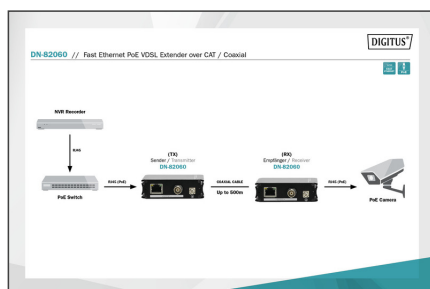 DIGITUS®
DN-82060 // Fast Ethernet PoE VDSL Extender over CAT / Coaxial
NVR Recorder
RJ45
PoE Switch
RJ45 (PoE)
(TX)
Sender / Transmitter
DN-82060
COAXIAL CABLE
Up to 500m
(RX)
Empfänger / Receiver
DN-82060
RJ45 (PoE)
PoE Camera